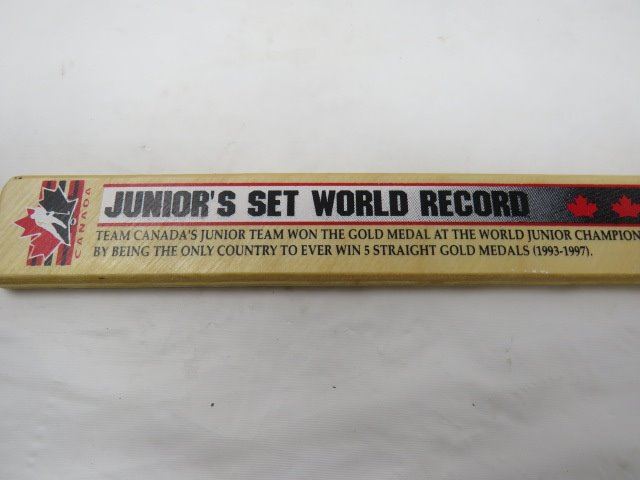 CANADA
JUNIOR'S SET WORLD RECORD
TEAM CANADA'S JUNIOR TEAM WON THE GOLD MEDAL AT THE WORLD JUNIOR CHAMPION
BY BEING THE ONLY COUNTRY TO EVER WIN 5 STRAIGHT GOLD MEDALS (1993-1997).